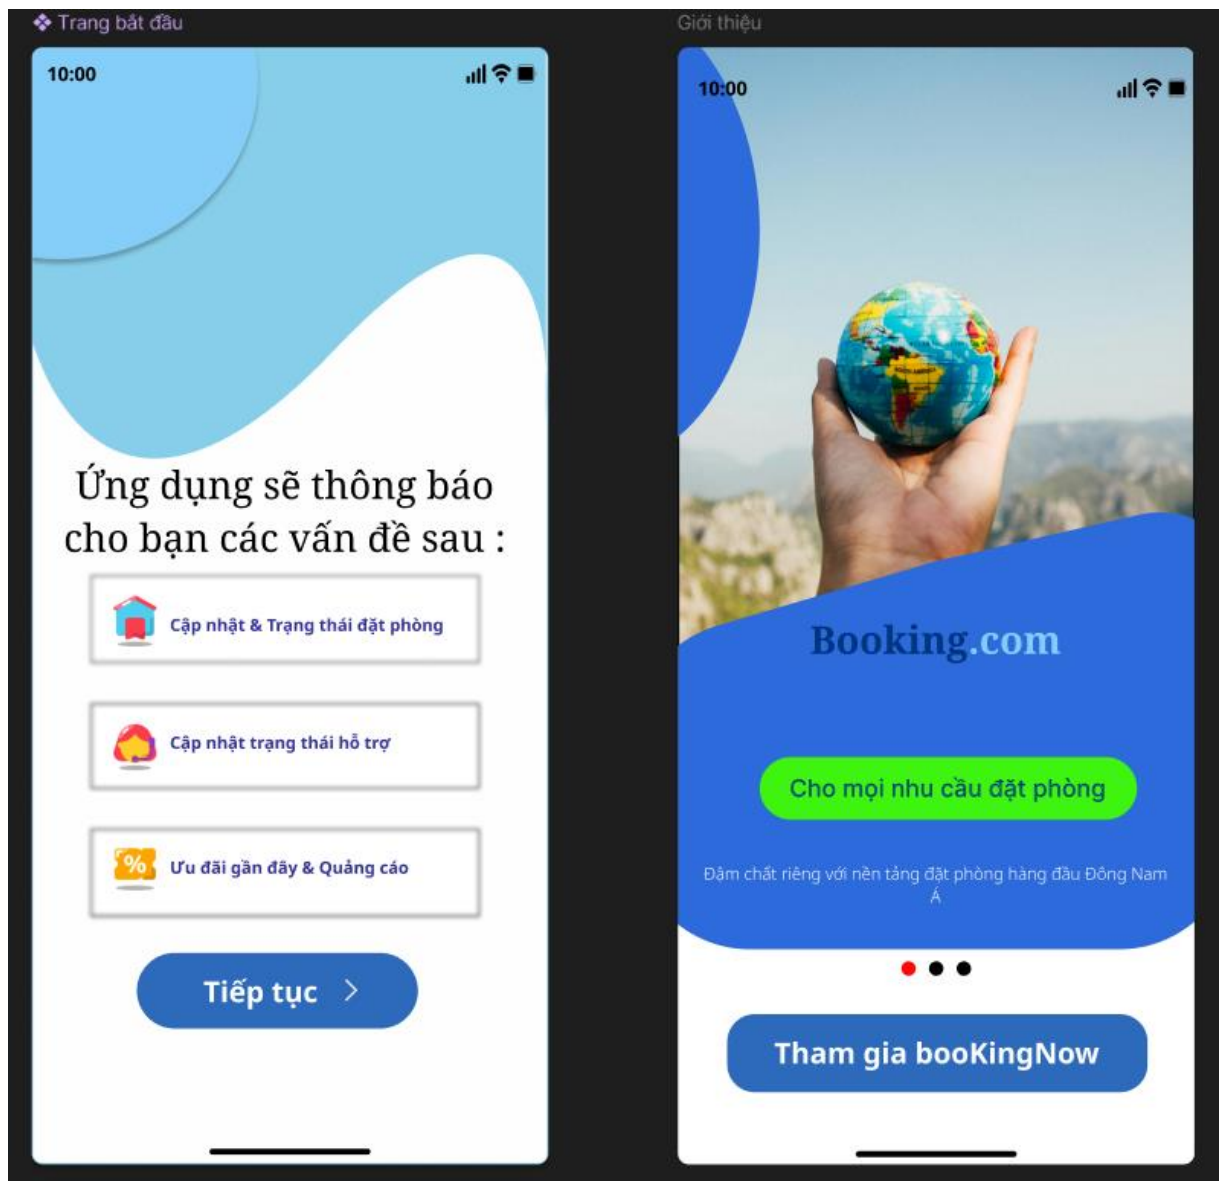 Trang bắt đầu
10:00
Ứng dụng sẽ thông báo
cho bạn các vấn đề sau :
Cập nhật & Trạng thái đặt phòng
Cập nhật trạng thái hỗ trợ
%
Ưu đãi gần đây & Quảng cáo
Tiếp tục
Giới thiệu
10:00
SOUTH AMERICA
Booking.com
Cho mọi nhu cầu đặt phòng
Đậm chất riêng với nền tảng đặt phòng hàng đầu Đông Nam
Á
Tham gia booKingNow